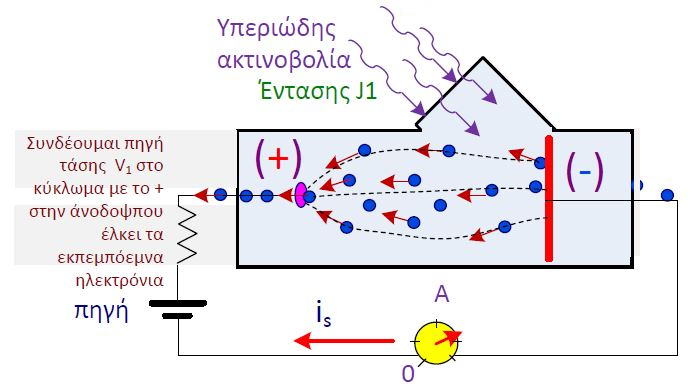 Υπεριώδης
ακτινοβολία
Έντασης J1
Συνδέουμαι πηγή
τάσης V₁ στο
κύκλωμα με το +
στην άνοδοψπου
έλκει τα
εκπεμπόεμνα
ηλεκτρόνια
πηγή
(+)
(-)
iₛ
A
0